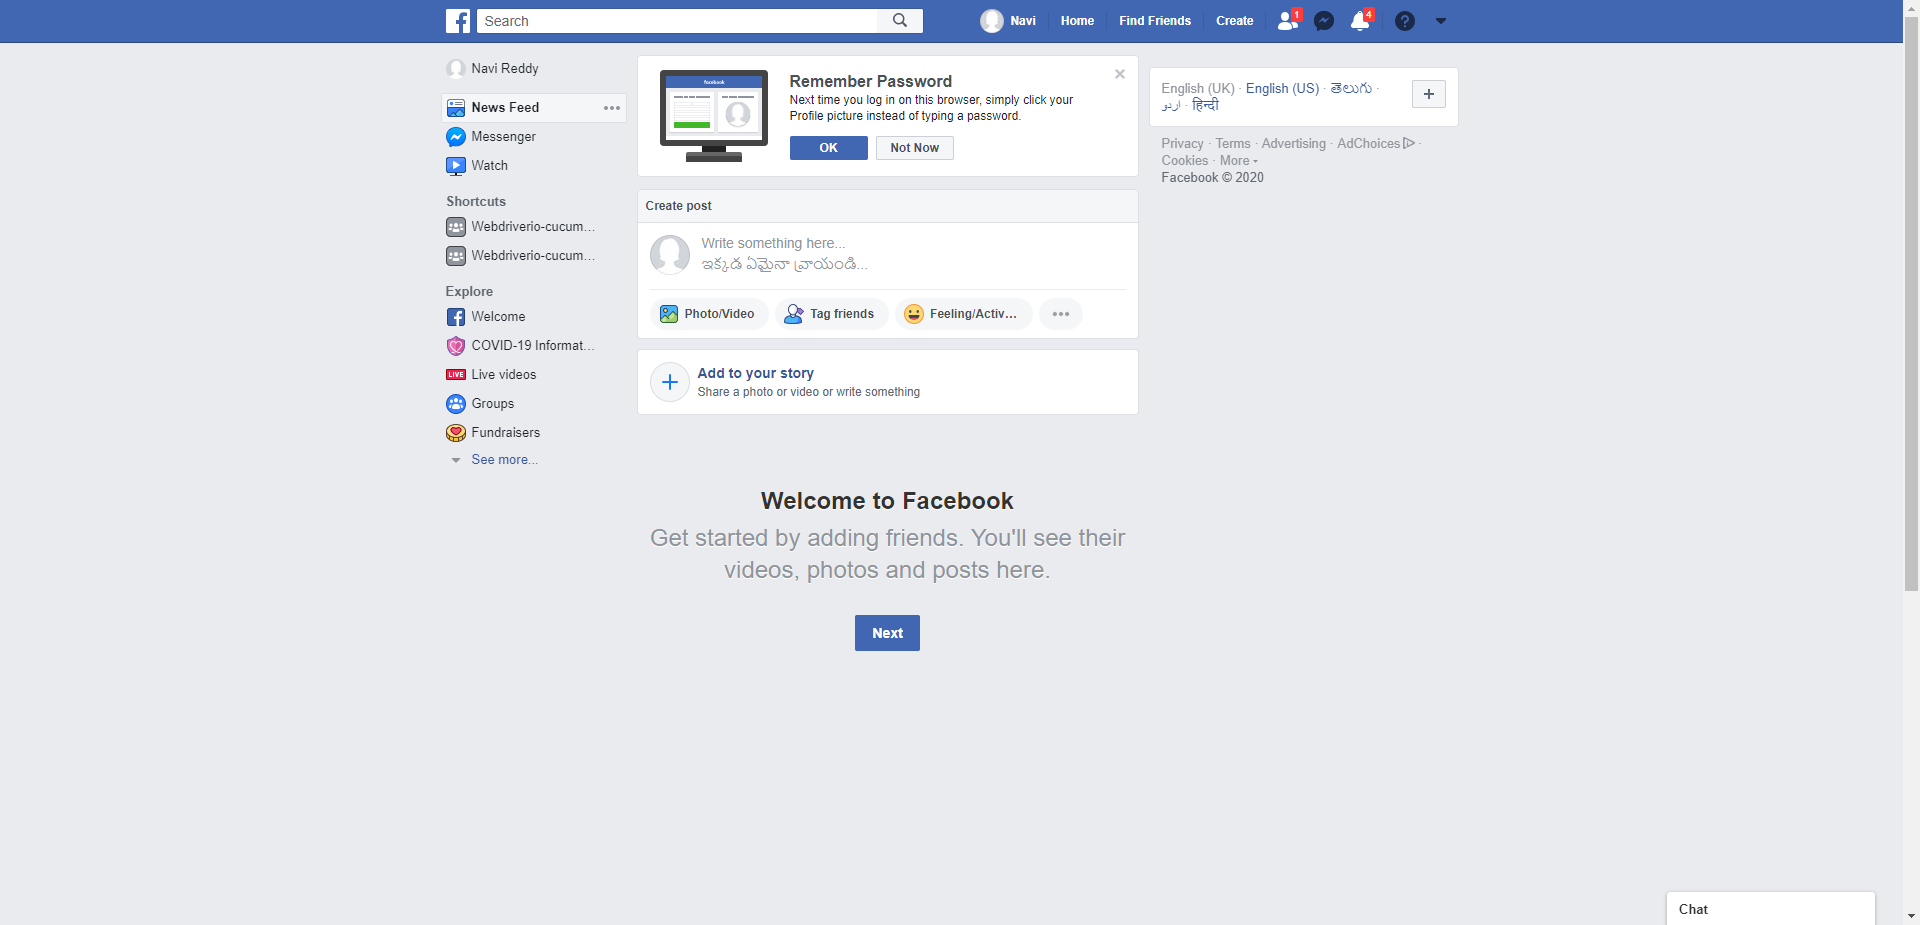 Search
Navi
Home
Find Friends
Create
1
4
Navi Reddy
News Feed
Messenger
Watch
Shortcuts
Webdriverio-cucum...
Webdriverio-cucum...
Explore
Welcome
COVID-19 Informat...
LIVE Live videos
Groups
Fundraisers
See more...
facebook
Remember Password
Next time you log in on this browser, simply click your
Profile picture instead of typing a password.
OK
Not Now
Create post
Write something here...
ఇక్కడ ఏమైనా వ్రాయండి...
Photo/Video
Tag friends
Feeling/Activ...
Add to your story
Share a photo or video or write something
Welcome to Facebook
Get started by adding friends. You'll see their
videos, photos and posts here.
Next
English (UK) · English (US) · తెలుగు ·
اردو · हिन्दी
Privacy · Terms · Advertising · AdChoices ·
Cookies · More
Facebook © 2020
Chat